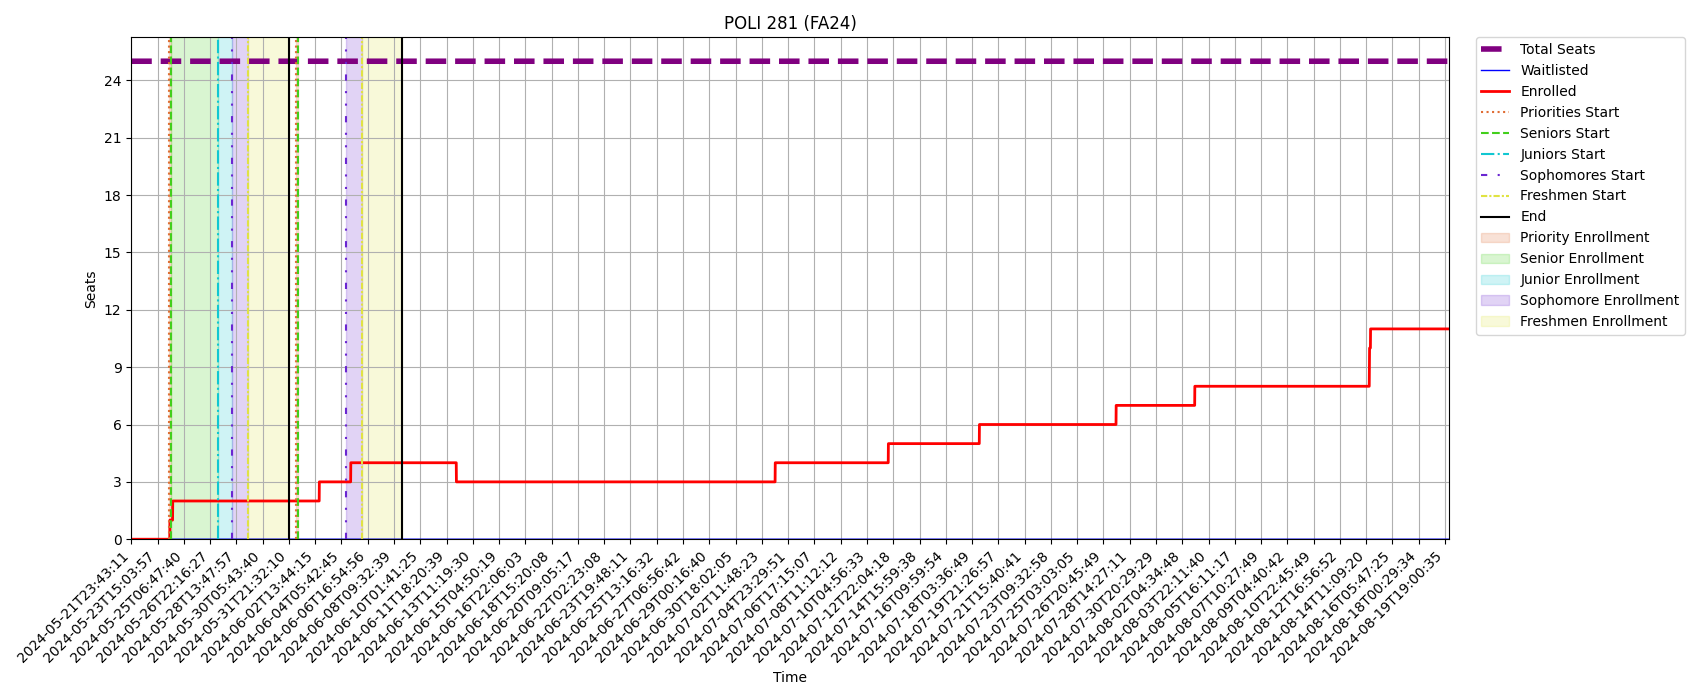 POLI 281 (FA24)
Seats
24
21
18
15
12
9
6
3
0
2024-05-21T23:43:11
2024-05-23T15:03:57
2024-05-25T06:47:40
2024-05-26T22:16:27
2024-05-28T13:47:57
2024-05-30T05:43:40
2024-05-31T21:32:10
2024-06-02T13:44:15
2024-06-04T05:42:45
2024-06-06T16:54:56
2024-06-08T09:32:39
2024-06-10T01:41:25
2024-06-11T18:20:39
2024-06-13T11:19:30
2024-06-15T04:50:19
2024-06-16T22:06:03
2024-06-18T15:20:08
2024-06-20T09:05:17
2024-06-22T02:23:08
2024-06-23T19:48:11
2024-06-25T13:16:32
2024-06-27T06:56:42
2024-06-29T00:16:40
2024-06-30T18:02:05
2024-07-02T11:48:23
2024-07-04T23:29:51
2024-07-06T17:15:07
2024-07-08T11:12:12
2024-07-10T04:56:33
2024-07-12T22:04:18
2024-07-14T15:59:38
2024-07-16T09:59:54
2024-07-18T03:36:49
2024-07-19T21:26:57
2024-07-21T15:40:41
2024-07-23T09:32:58
2024-07-25T03:03:05
2024-07-26T20:45:49
2024-07-28T14:27:11
2024-07-30T20:29:29
2024-08-02T04:34:48
2024-08-03T22:11:40
2024-08-05T16:11:17
2024-08-07T10:27:49
2024-08-09T04:40:42
2024-08-10T22:45:49
2024-08-12T16:56:52
2024-08-14T11:09:20
2024-08-16T05:47:25
2024-08-18T00:29:34
2024-08-19T19:00:35
Time
Total Seats
Waitlisted
Enrolled
Priorities Start
Seniors Start
Juniors Start
Sophomores Start
Freshmen Start
End
Priority Enrollment
Senior Enrollment
Junior Enrollment
Sophomore Enrollment
Freshmen Enrollment